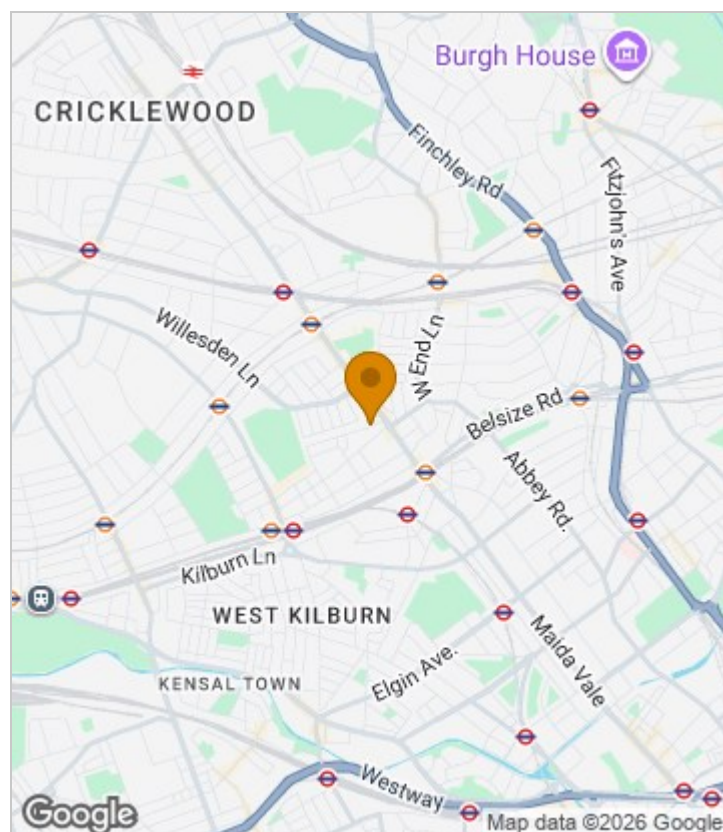 Burgh House
CRICKLEWOOD
Finchley Rd
Fitzjohn's Ave
Willesden Ln
W End Ln
Belsize Rd
Abbey Rd.
Kilburn Ln
WEST KILBURN
Maida Vale
Elgin Ave.
KENSAL TOWN
Westway
Google
Map data ©2026 Google